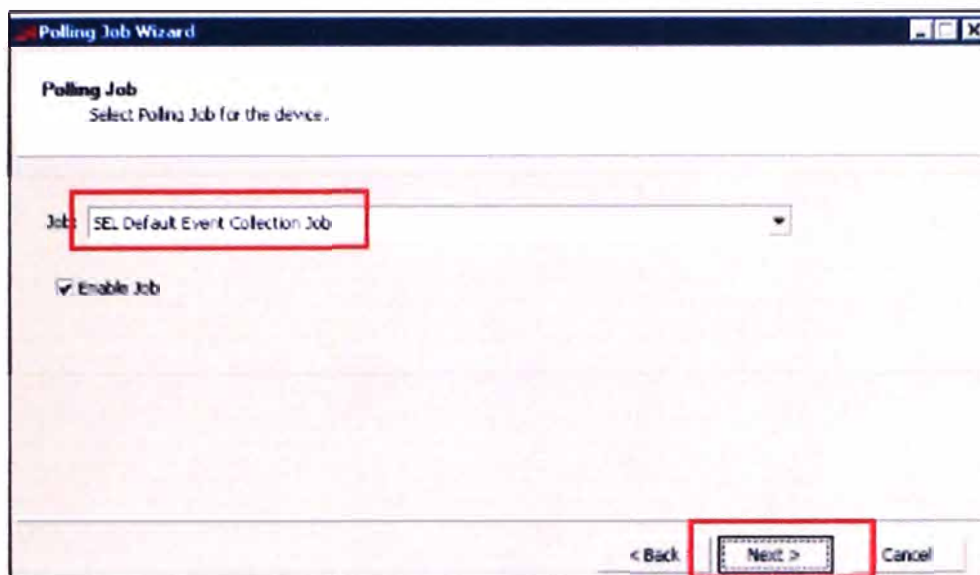 Polling Job Wizard
Polling Job
Select Polling Job for the device.
Job: SEL Default Event Collection Job
Enable Job
< Back Next > Cancel